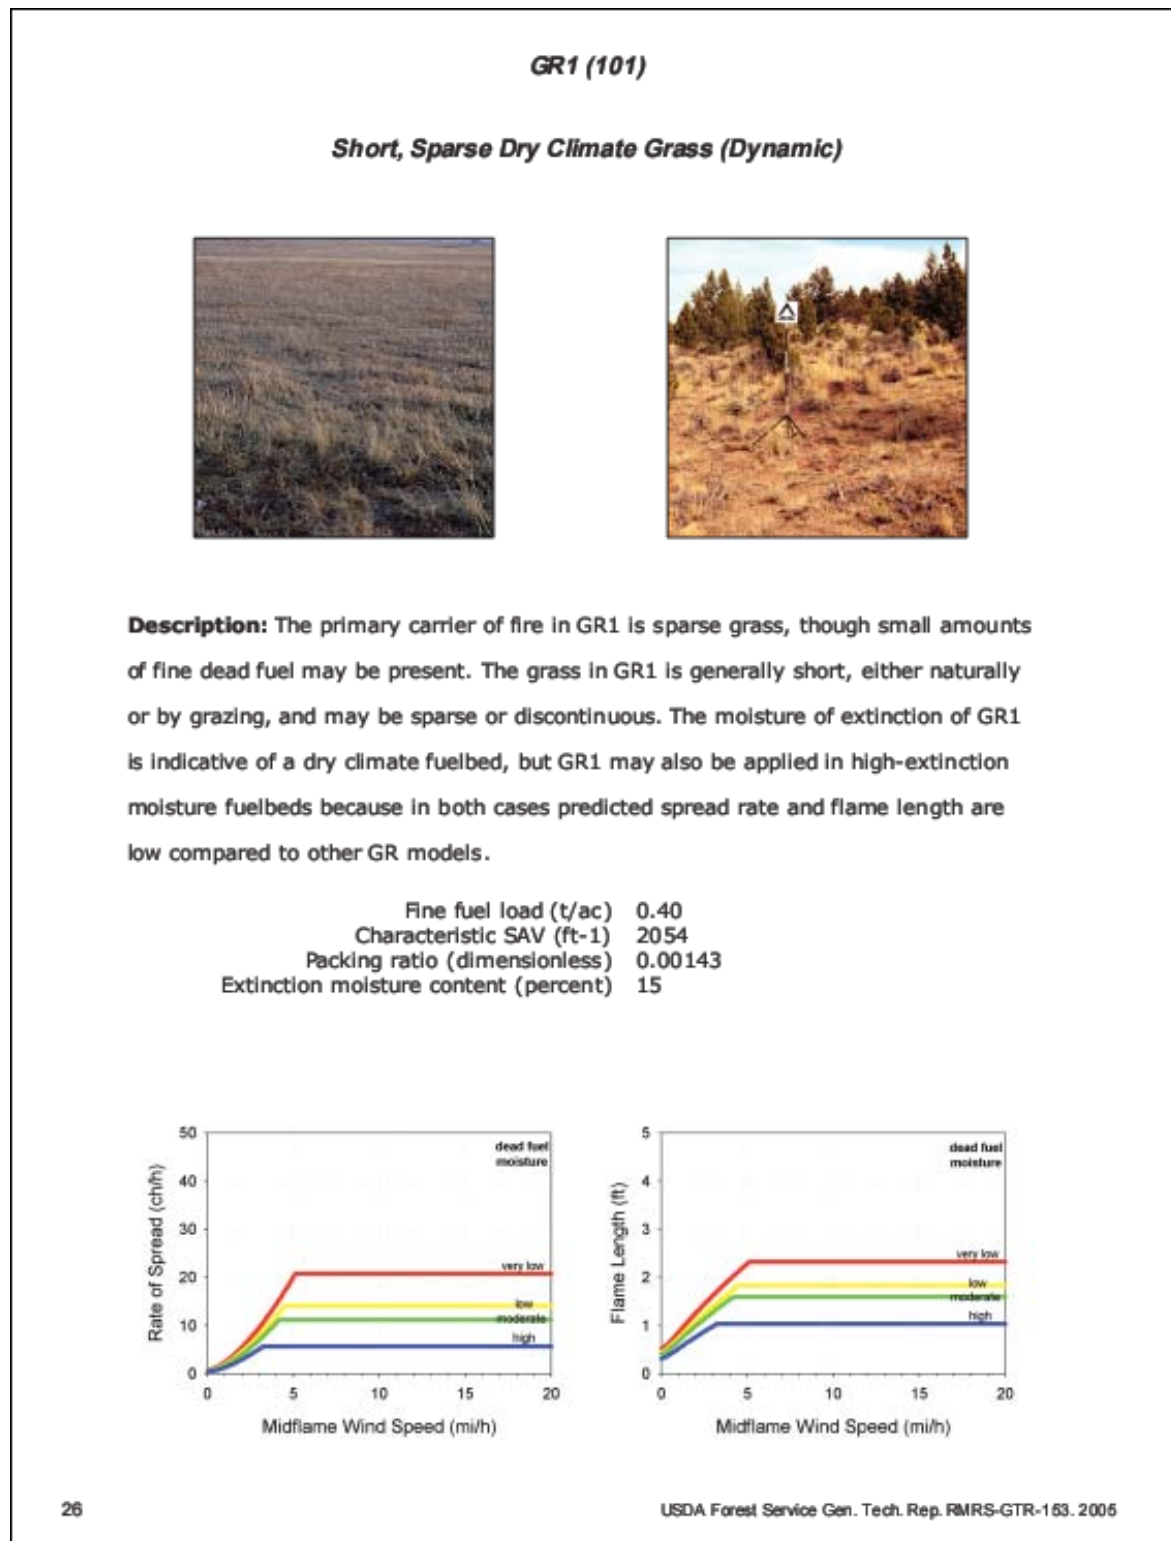 GR1 (101)
Short, Sparse Dry Climate Grass (Dynamic)
Description: The primary carrier of fire in GR1 is sparse grass, though small amounts
of fine dead fuel may be present. The grass in GR1 is generally short, either naturally
or by grazing, and may be sparse or discontinuous. The moisture of extinction of GR1
is indicative of a dry climate fuelbed, but GR1 may also be applied in high-extinction
moisture fuelbeds because in both cases predicted spread rate and flame length are
low compared to other GR models.
Fine fuel load (t/ac) 0.40
Characteristic SAV (ft-1) 2054
Packing ratio (dimensionless) 0.00143
Extinction moisture content (percent) 15
Rate of Spread (ch/h)
50
40
30
20
10
0
dead fuel
moisture
very low
low
moderate
high
0 5 10 15 20
Midflame Wind Speed (mi/h)
Flame Length (ft)
5
4
3
2
1
0
dead fuel
moisture
very low
low
moderate
high
0 5 10 15 20
Midflame Wind Speed (mi/h)
26
USDA Forest Service Gen. Tech. Rep. RMRS-GTR-153. 2005